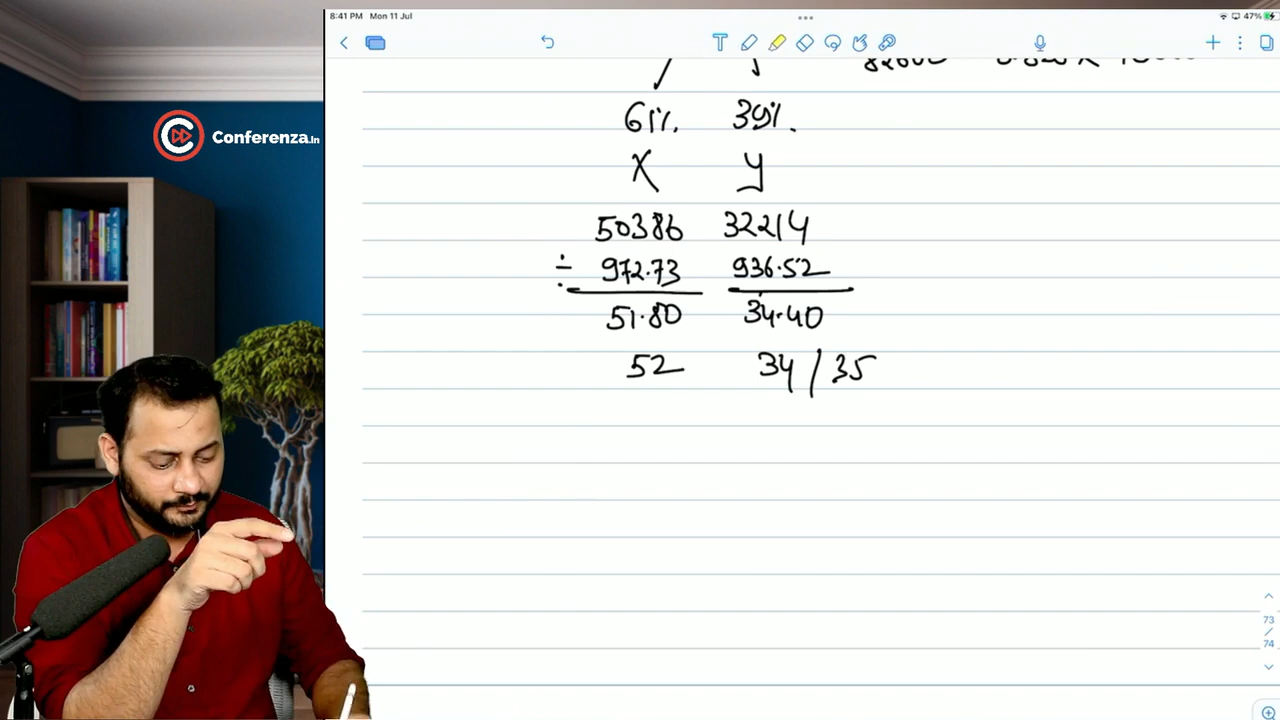 8:41 PM Mon 11 Jul
47%
Conferenza.in
61% 39%
X Y
50386 32214
÷ 972.73 936.52
51.80 34.40
52 34 / 35
73
/
74